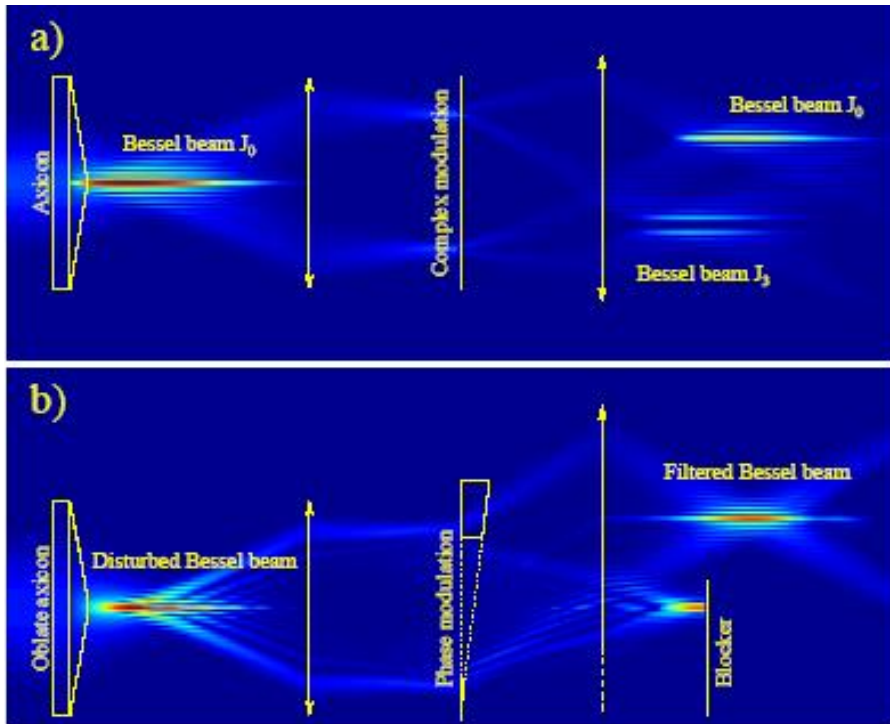 a)
Axicon
Bessel beam J₀
Complex modulation
Bessel beam J₀
Bessel beam J₃
b)
Oblate axicon
Disturbed Bessel beam
Phase modulation
Filtered Bessel beam
Blocker